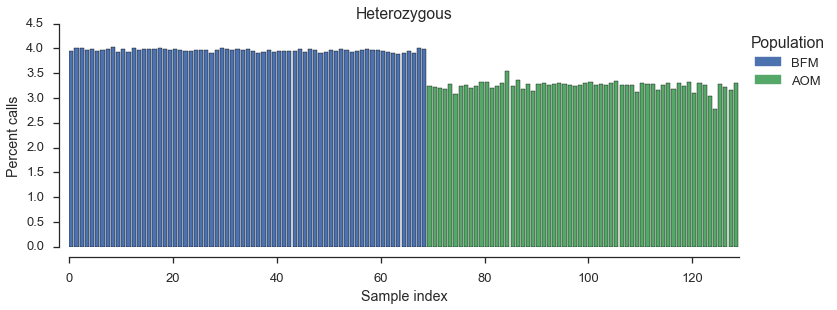 Heterozygous
Percent calls
4.5
4.0
3.5
3.0
2.5
2.0
1.5
1.0
0.5
0.0
0 20 40 60 80 100 120
Sample index
Population
BFM
AOM